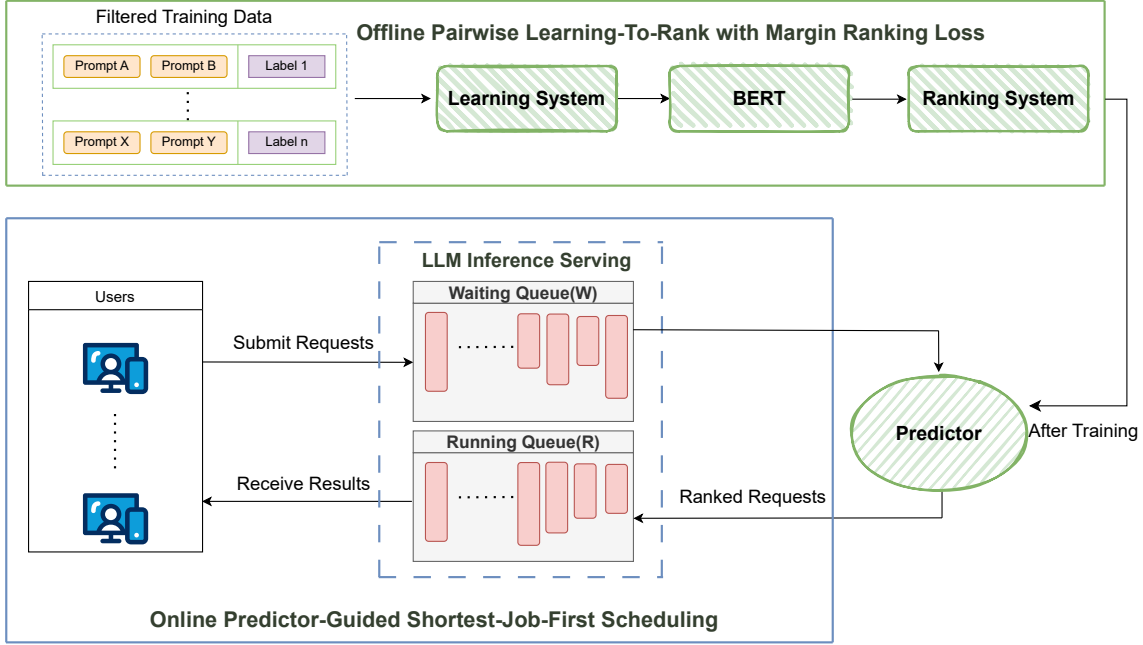 Filtered Training Data
Offline Pairwise Learning-To-Rank with Margin Ranking Loss
Prompt A Prompt B Label 1
Prompt X Prompt Y Label n
Learning System BERT Ranking System
LLM Inference Serving
Users
Waiting Queue(W)
Submit Requests
Running Queue(R)
Receive Results
Ranked Requests
Predictor
After Training
Online Predictor-Guided Shortest-Job-First Scheduling